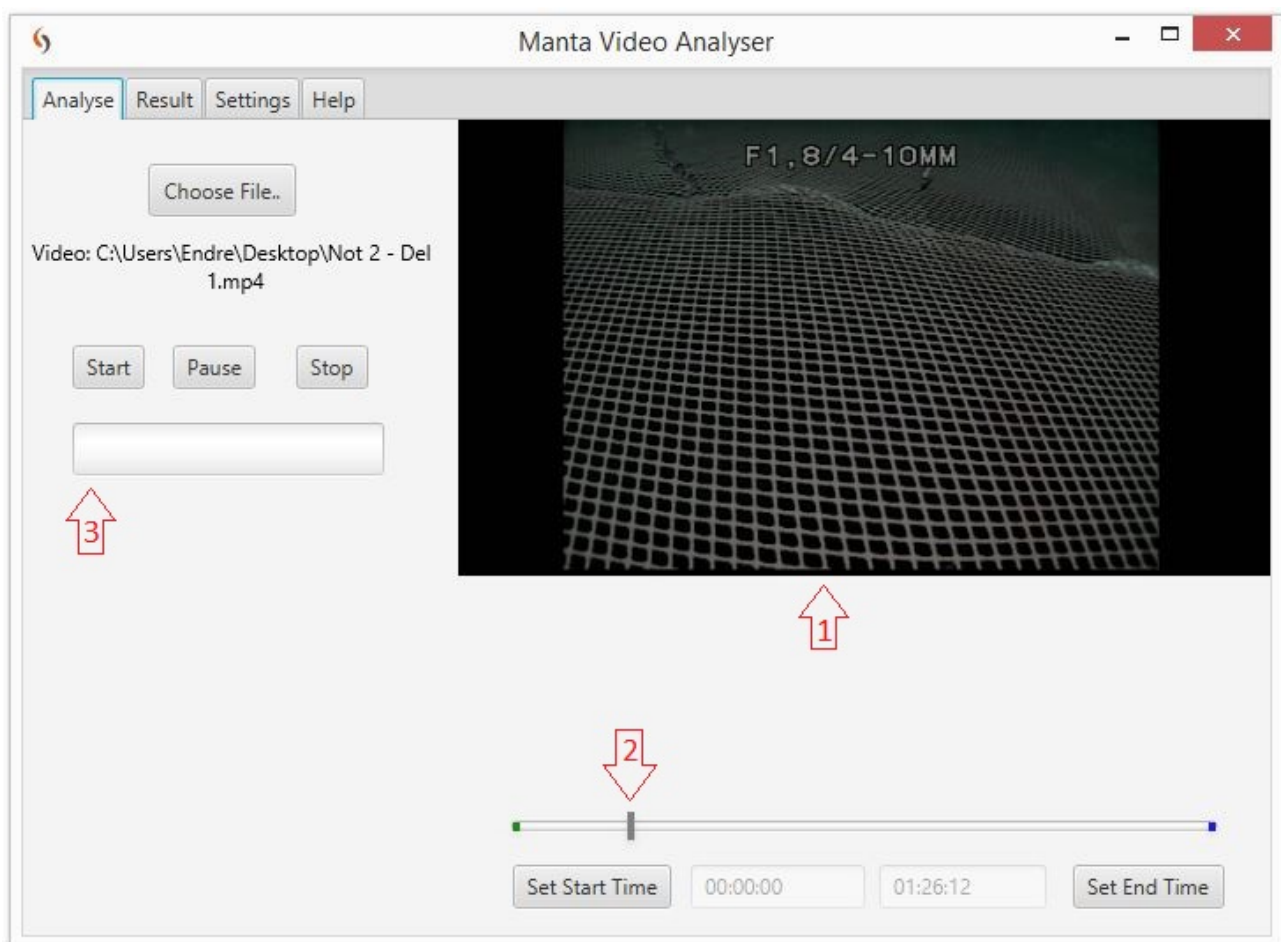 Manta Video Analyser
Analyse Result Settings Help
F1,8/4-10MM
Choose File..
Video: C:\Users\Endre\Desktop\Not 2 - Del
1.mp4
Start Pause Stop
3
1
2
Set Start Time 00:00:00 01:26:12 Set End Time